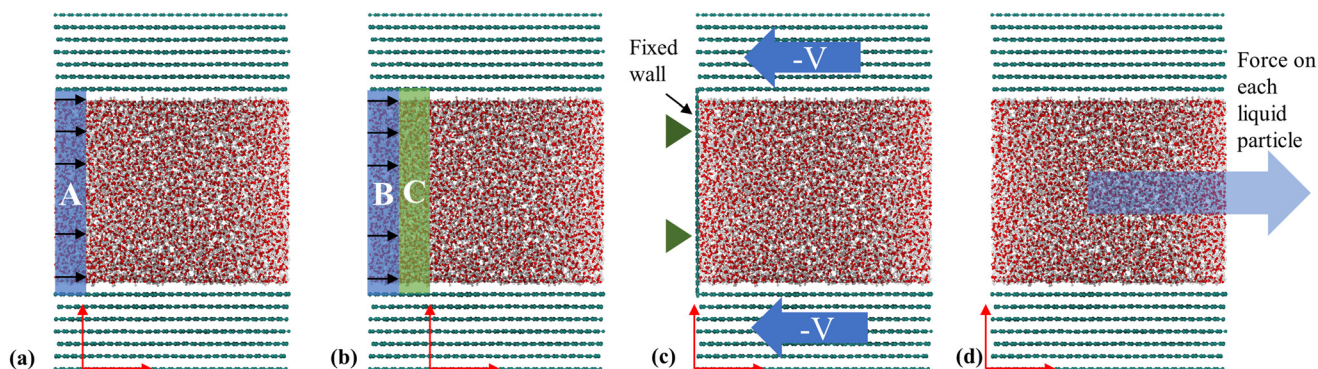 Fixed
wall
-V
Force on
each
liquid
particle
A
B
C
-V
(a)
(b)
(c)
(d)